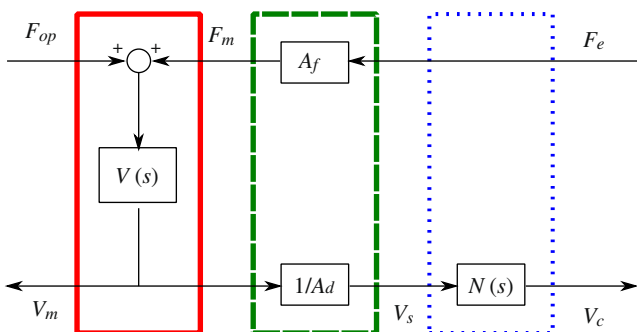 F_op + + F_m A_f F_e
V(s)
1/A_d N(s)
V_m V_s V_c